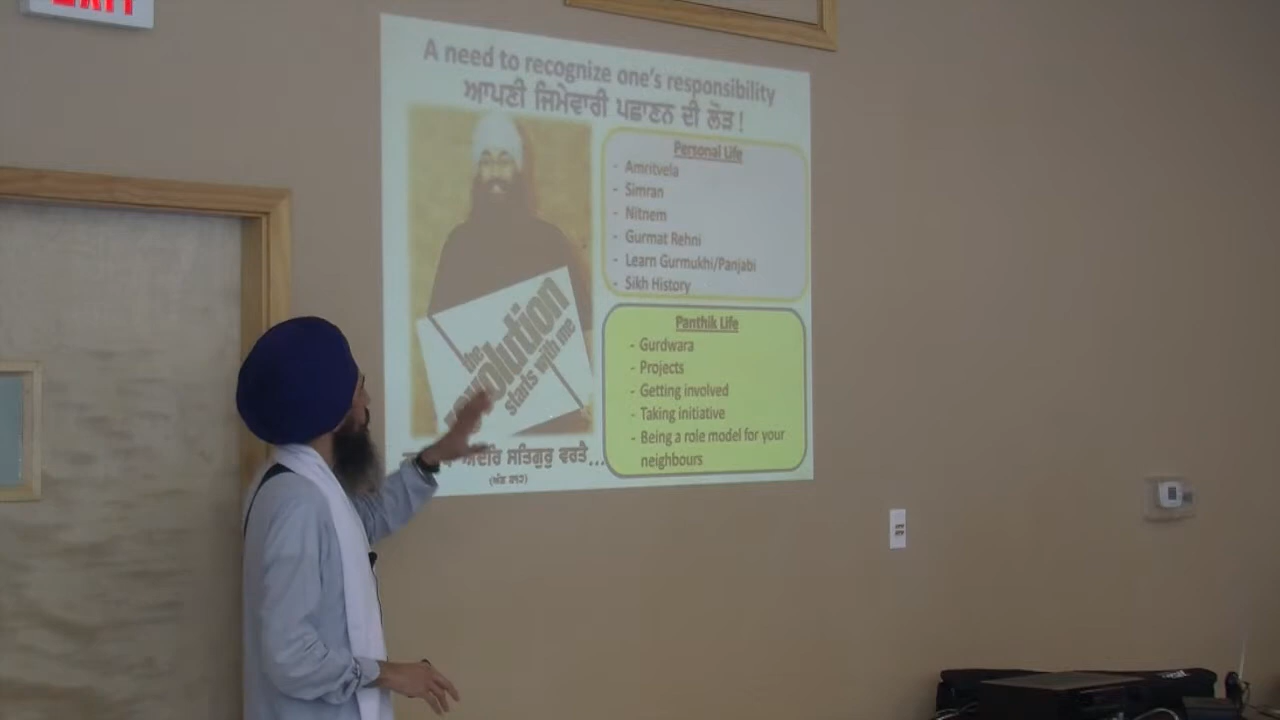 EXIT
A need to recognize one's responsibility
ਆਪਣੀ ਜਿਮੇਵਾਰੀ ਪਛਾਣਨ ਦੀ ਲੋੜ !
Personal Life
- Amritvela
- Simran
- Nitnem
- Gurmat Rehni
- Learn Gurmukhi/Panjabi
- Sikh History
the
revolution
starts with me
Panthik Life
- Gurdwara
- Projects
- Getting involved
- Taking initiative
- Being a role model for your
neighbours
ਅੰਦਰਿ ਸਤਿਗੁਰੁ ਵਰਤੈ...